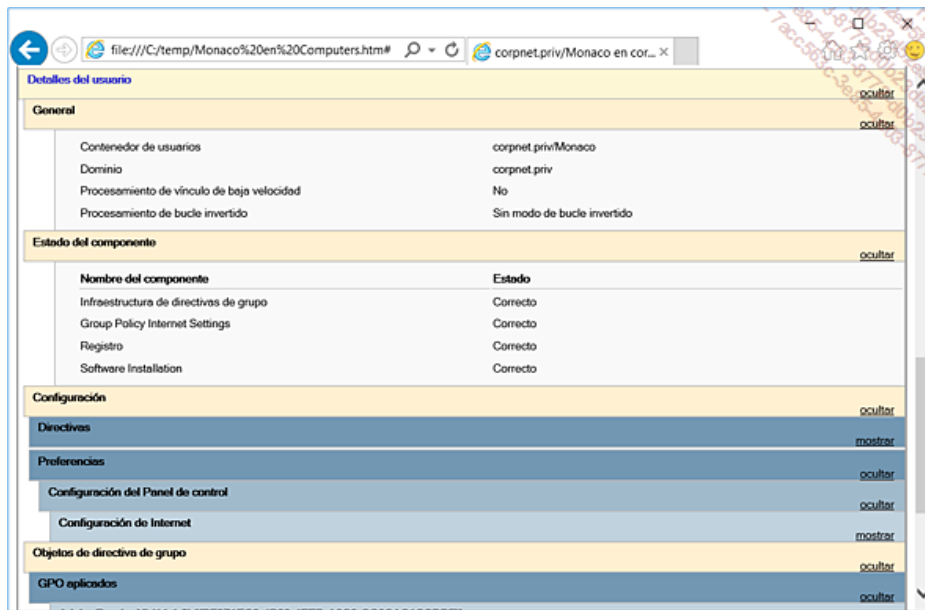 file:///C:/temp/Monaco%20en%20Computers.htm#
corpnet.priv/Monaco en cor...
Detalles del usuario
ocultar
General
ocultar
Contenedor de usuarios corpnet.priv/Monaco
Dominio corpnet.priv
Procesamiento de vínculo de baja velocidad No
Procesamiento de bucle invertido Sin modo de bucle invertido
Estado del componente
ocultar
Nombre del componente Estado
Infraestructura de directivas de grupo Correcto
Group Policy Internet Settings Correcto
Registro Correcto
Software Installation Correcto
Configuración
ocultar
Directivas
mostrar
Preferencias
ocultar
Configuración del Panel de control
ocultar
Configuración de Internet
mostrar
Objetos de directiva de grupo
ocultar
GPO aplicados
ocultar